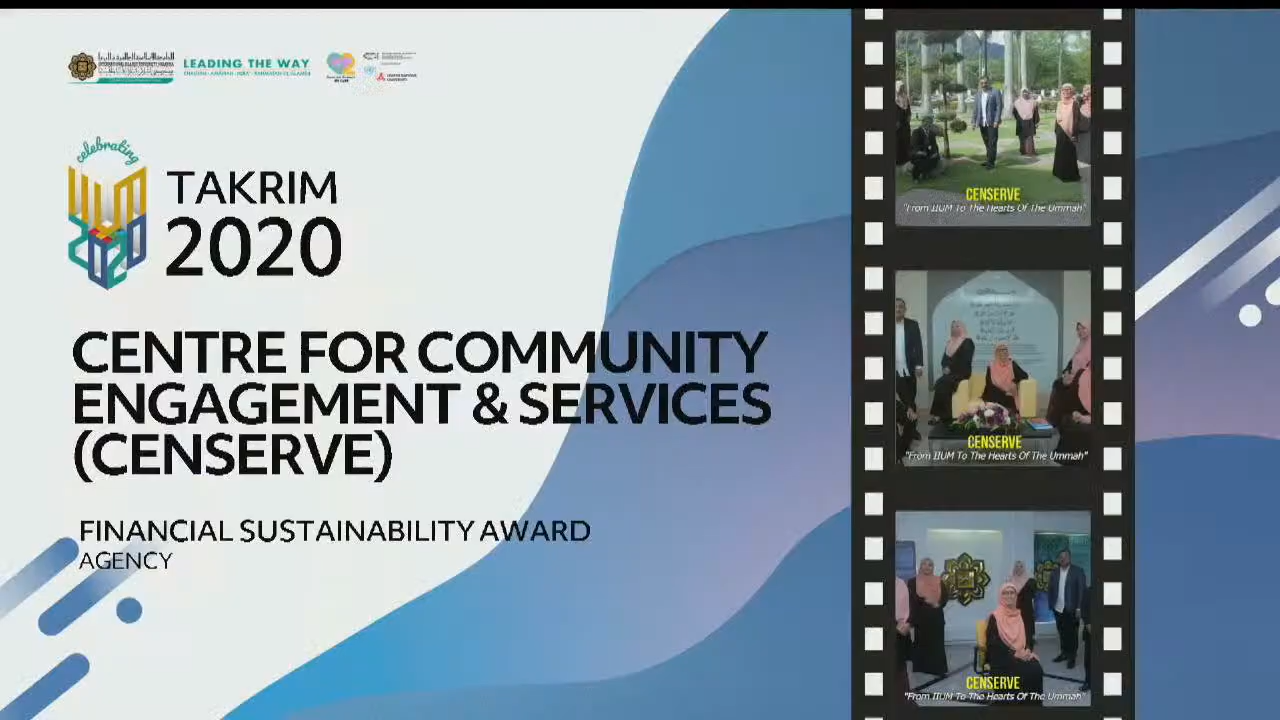 LEADING THE WAY
celebrating
IIUM
2020
TAKRIM
2020
CENTRE FOR COMMUNITY
ENGAGEMENT & SERVICES
(CENSERVE)
FINANCIAL SUSTAINABILITY AWARD
AGENCY
CENSERVE
"From IIUM To The Hearts Of The Ummah"
CENSERVE
"From IIUM To The Hearts Of The Ummah"
CENSERVE
"From IIUM To The Hearts Of The Ummah"